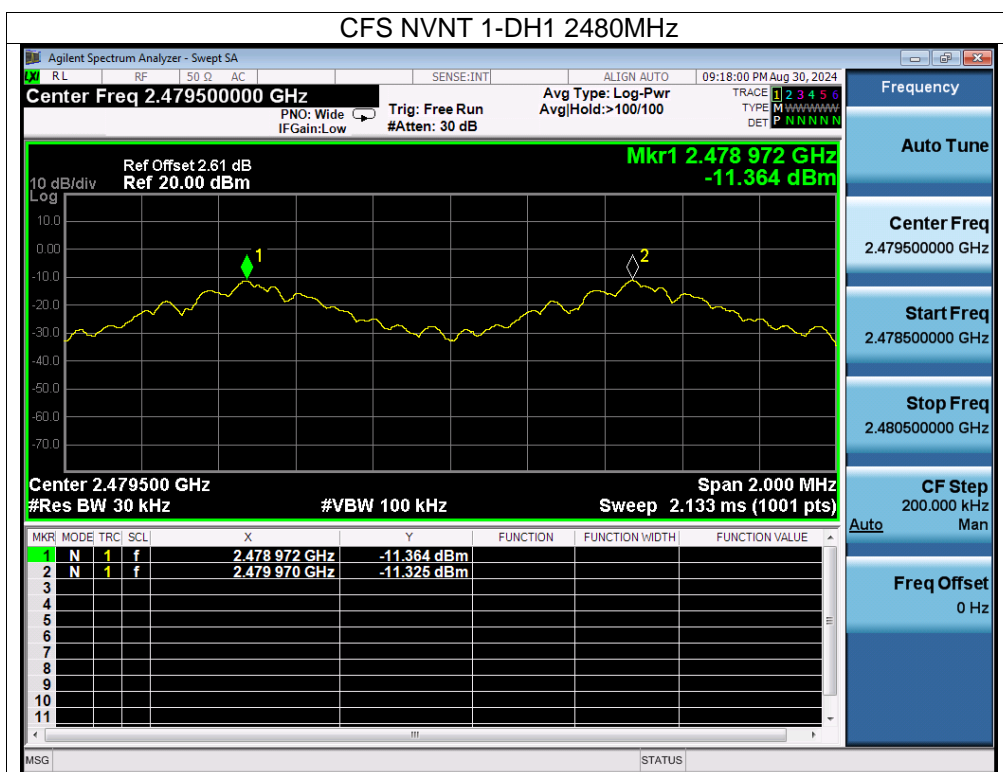 CFS NVNT 1-DH1 2480MHz
Agilent Spectrum Analyzer - Swept SA
LXI RL RF 50 Ω AC SENSE:INT ALIGN AUTO 09:18:00 PM Aug 30, 2024
Center Freq 2.479500000 GHz
PNO: Wide
IFGain:Low
Trig: Free Run
#Atten: 30 dB
Avg Type: Log-Pwr
Avg|Hold:>100/100
TRACE 1 2 3 4 5 6
TYPE M W W W W W
DET P N N N N N
Frequency
Auto Tune
Center Freq
2.479500000 GHz
Start Freq
2.478500000 GHz
Stop Freq
2.480500000 GHz
CF Step
200.000 kHz
Auto Man
Freq Offset
0 Hz
Mkr1 2.478 972 GHz
-11.364 dBm
Ref Offset 2.61 dB
10 dB/div Ref 20.00 dBm
Log
10.0
0.00
-10.0
-20.0
-30.0
-40.0
-50.0
-60.0
-70.0
1
2
Center 2.479500 GHz Span 2.000 MHz
#Res BW 30 kHz #VBW 100 kHz Sweep 2.133 ms (1001 pts)
MKR MODE TRC SCL X Y FUNCTION FUNCTION WIDTH FUNCTION VALUE
1 N 1 f 2.478 972 GHz -11.364 dBm
2 N 1 f 2.479 970 GHz -11.325 dBm
3
4
5
6
7
8
9
10
11
MSG STATUS